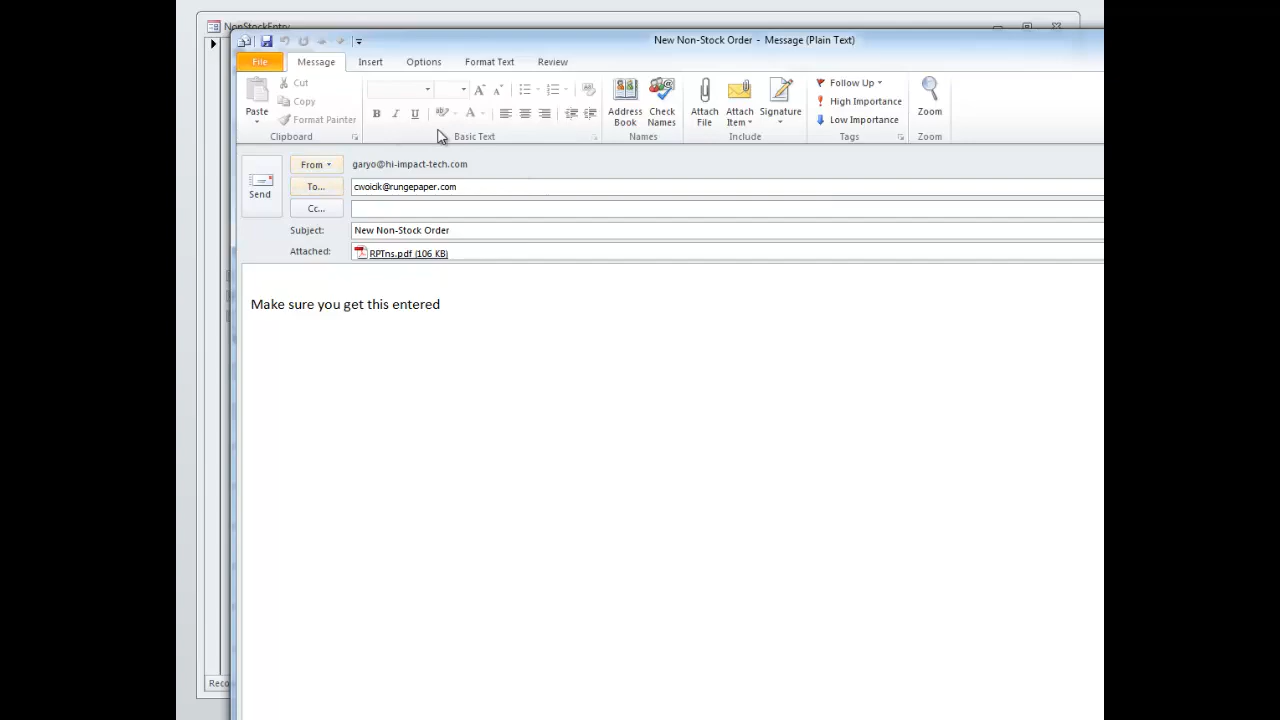 NonStockEntry
New Non-Stock Order - Message (Plain Text)
File Message Insert Options Format Text Review
Paste
Cut
Copy
Format Painter
Clipboard
B I U
Basic Text
Address Book
Check Names
Names
Attach File
Attach Item
Signature
Include
Follow Up
High Importance
Low Importance
Tags
Zoom
Zoom
Send
From garyo@hi-impact-tech.com
To... cwoicik@rungepaper.com
Cc...
Subject: New Non-Stock Order
Attached: RPTns.pdf (106 KB)
Make sure you get this entered
Reco